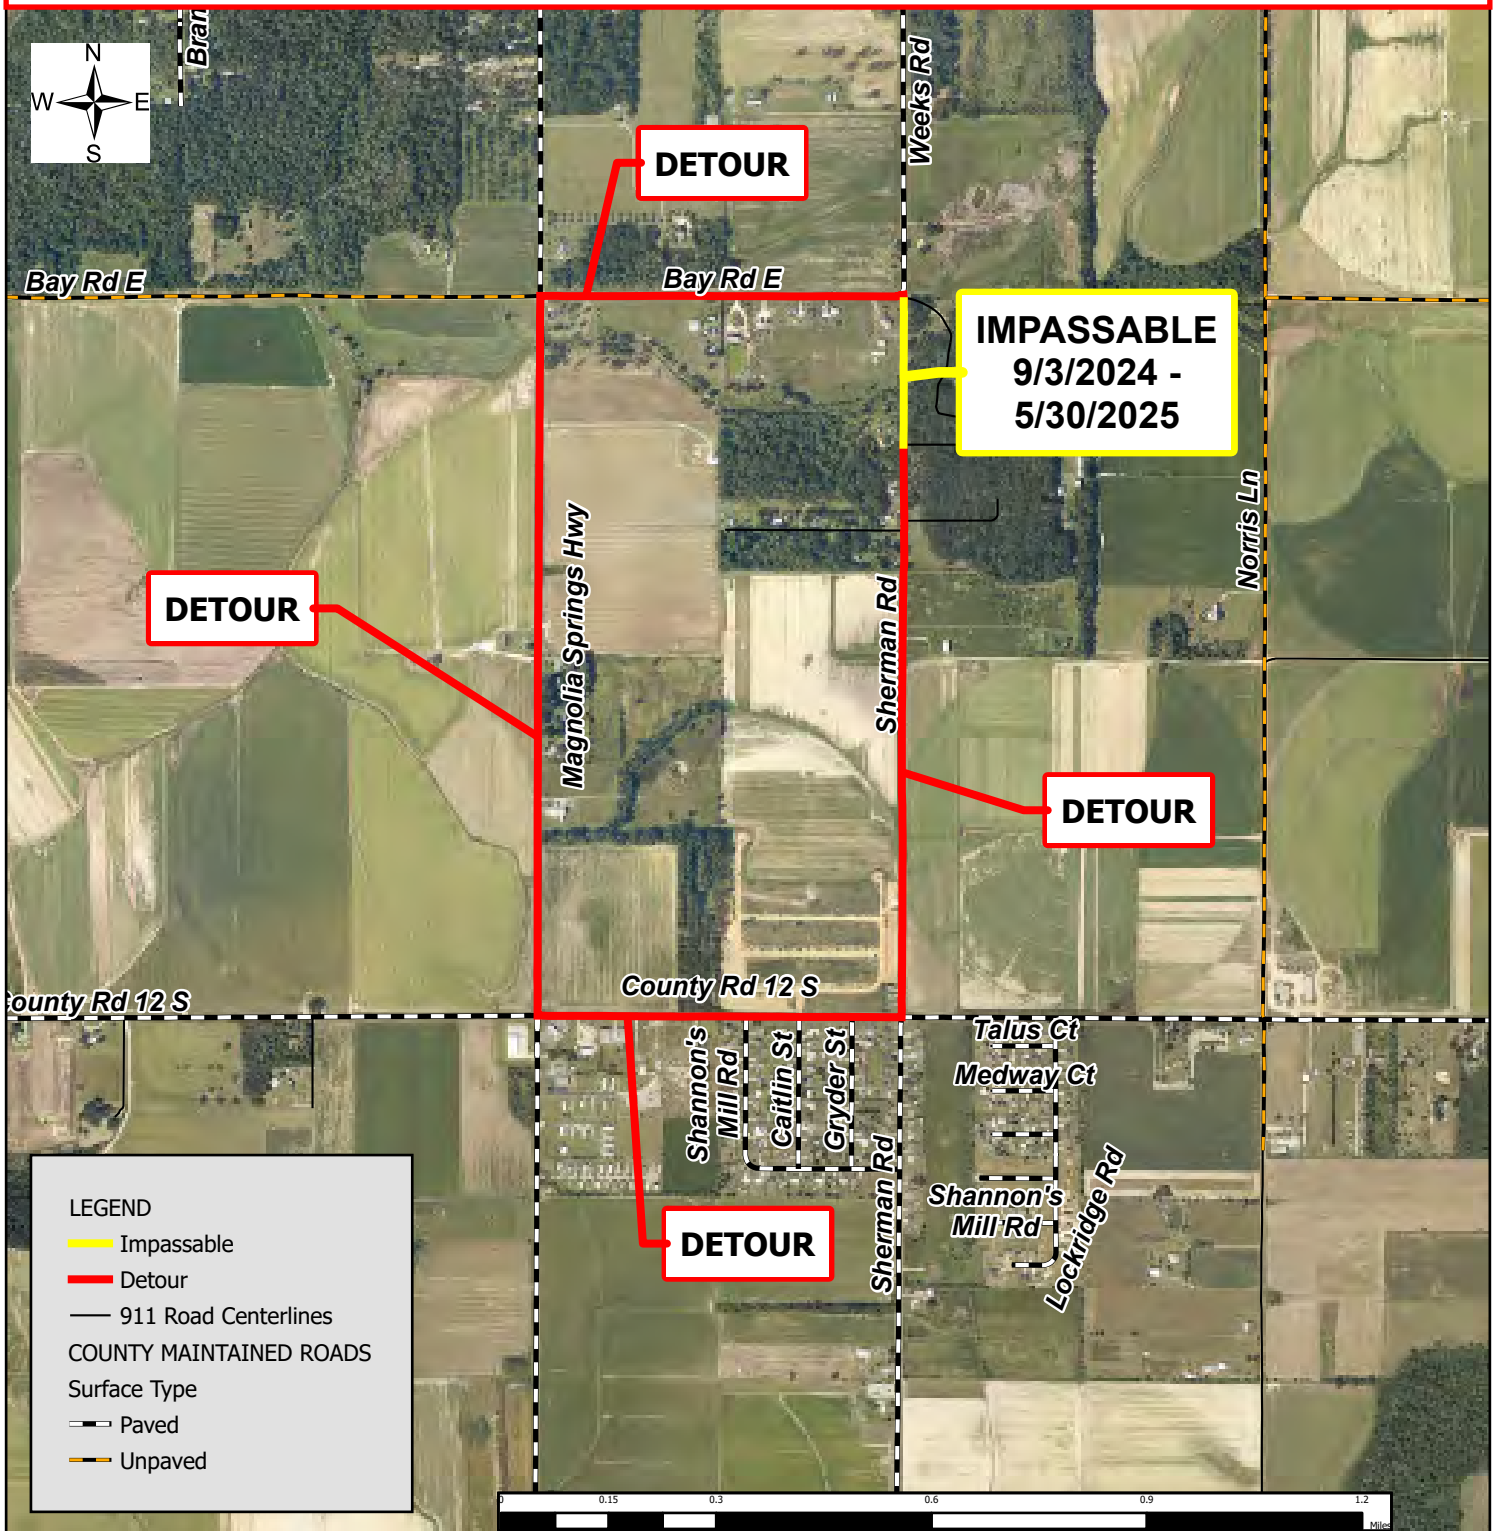 Bran
N
W E
S
Weeks Rd
DETOUR
Bay Rd E
Bay Rd E
IMPASSABLE
9/3/2024 -
5/30/2025
Norris Ln
Magnolia Springs Hwy
DETOUR
Sherman Rd
DETOUR
County Rd 12 S
County Rd 12 S
Talus Ct
Medway Ct
Shannon's
Mill Rd
Caitlin St
Gryder St
Sherman Rd
Shannon's
Mill Rd
Lockridge Rd
DETOUR
LEGEND
Impassable
Detour
911 Road Centerlines
COUNTY MAINTAINED ROADS
Surface Type
Paved
Unpaved
0 0.15 0.3 0.6 0.9 1.2
Miles